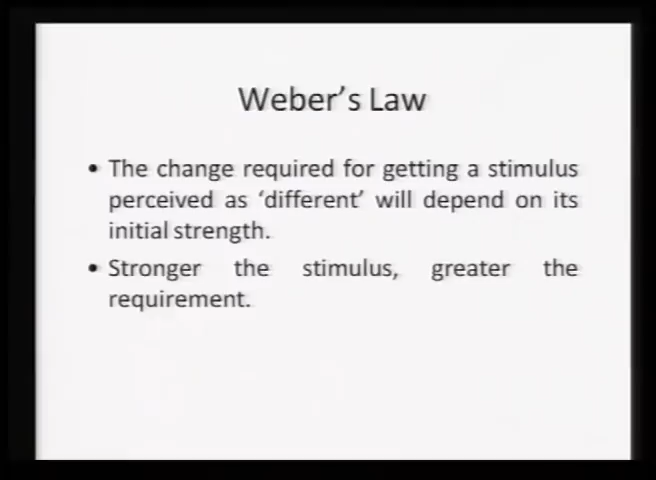 Weber's Law
• The change required for getting a stimulus
perceived as 'different' will depend on its
initial strength.
• Stronger the stimulus, greater the
requirement.